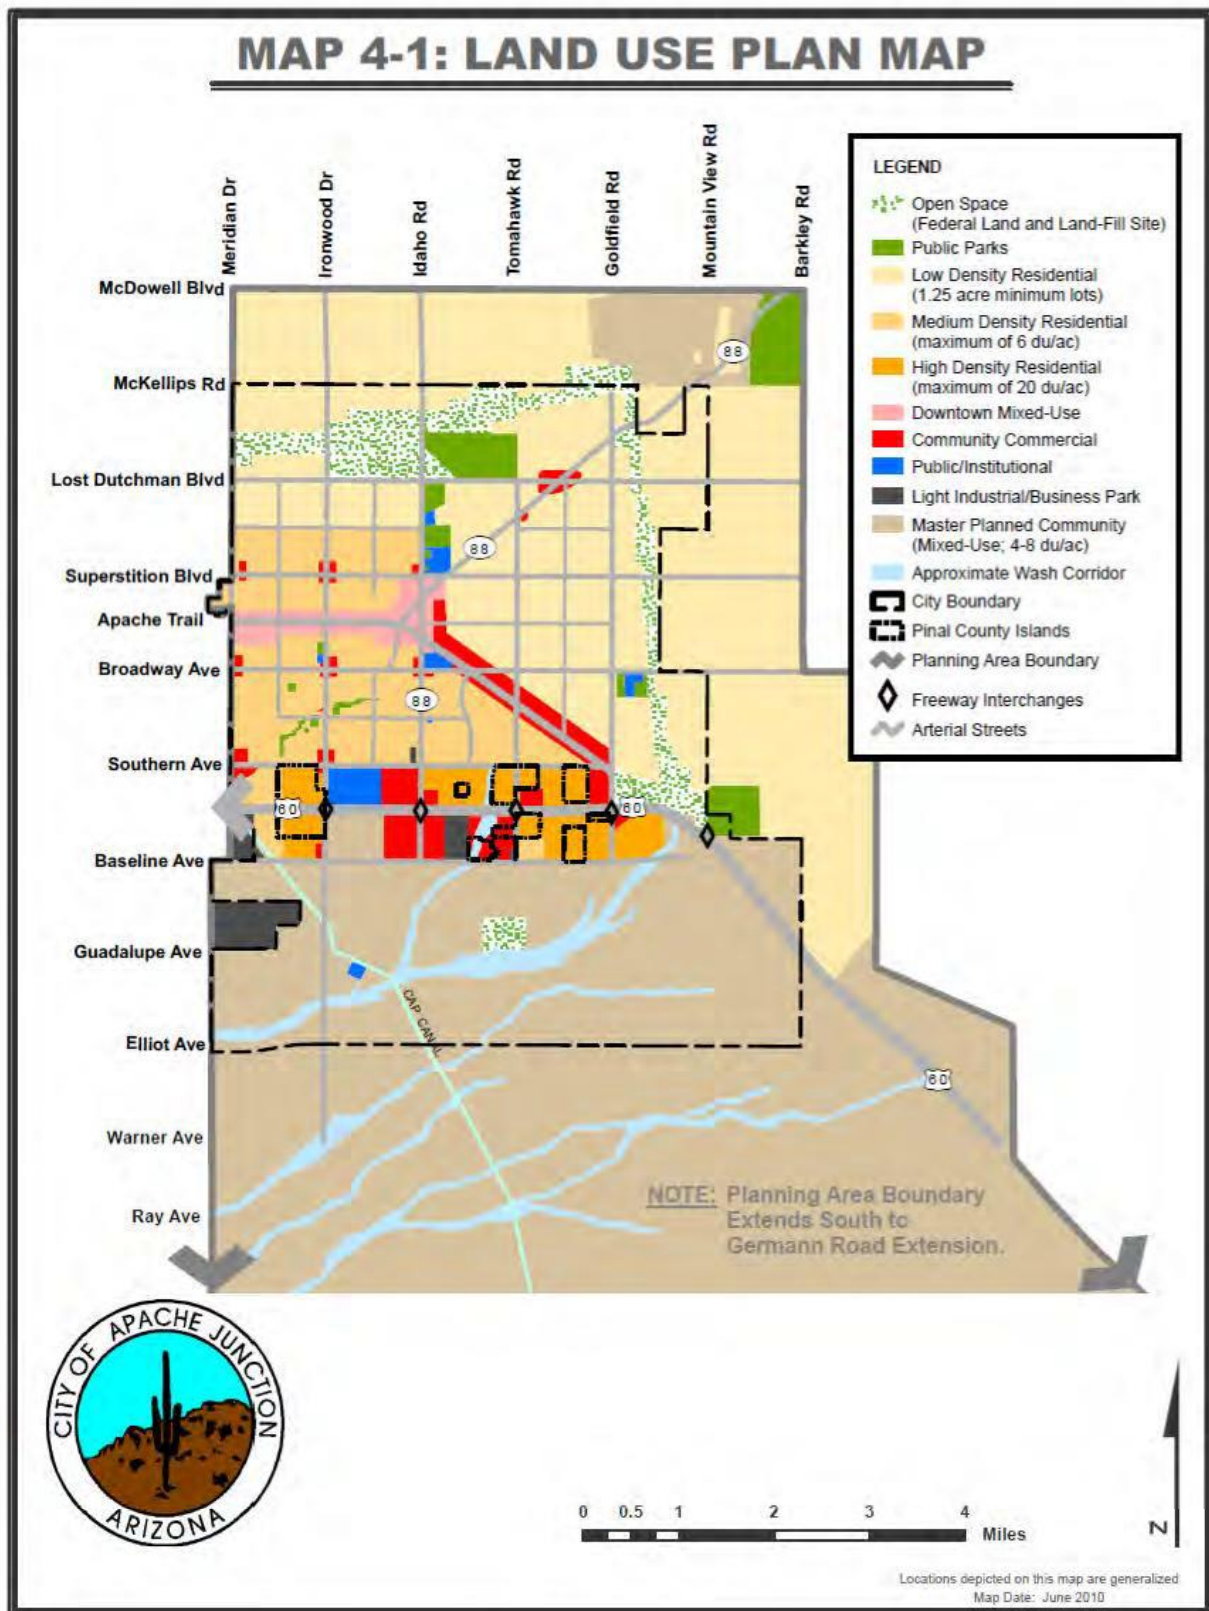 MAP 4-1: LAND USE PLAN MAP
Meridian Dr
Ironwood Dr
Idaho Rd
Tomahawk Rd
Goldfield Rd
Mountain View Rd
Barkley Rd
McDowell Blvd
McKellips Rd
Lost Dutchman Blvd
Superstition Blvd
Apache Trail
Broadway Ave
Southern Ave
Baseline Ave
Guadalupe Ave
Elliot Ave
Warner Ave
Ray Ave
88
88
88
60
60
60
CAP CANAL
LEGEND
Open Space
(Federal Land and Land-Fill Site)
Public Parks
Low Density Residential
(1.25 acre minimum lots)
Medium Density Residential
(maximum of 6 du/ac)
High Density Residential
(maximum of 20 du/ac)
Downtown Mixed-Use
Community Commercial
Public/Institutional
Light Industrial/Business Park
Master Planned Community
(Mixed-Use; 4-8 du/ac)
Approximate Wash Corridor
City Boundary
Pinal County Islands
Planning Area Boundary
Freeway Interchanges
Arterial Streets
NOTE: Planning Area Boundary
Extends South to
Germann Road Extension.
CITY OF APACHE JUNCTION
ARIZONA
0 0.5 1 2 3 4
Miles
N
Locations depicted on this map are generalized
Map Date: June 2010